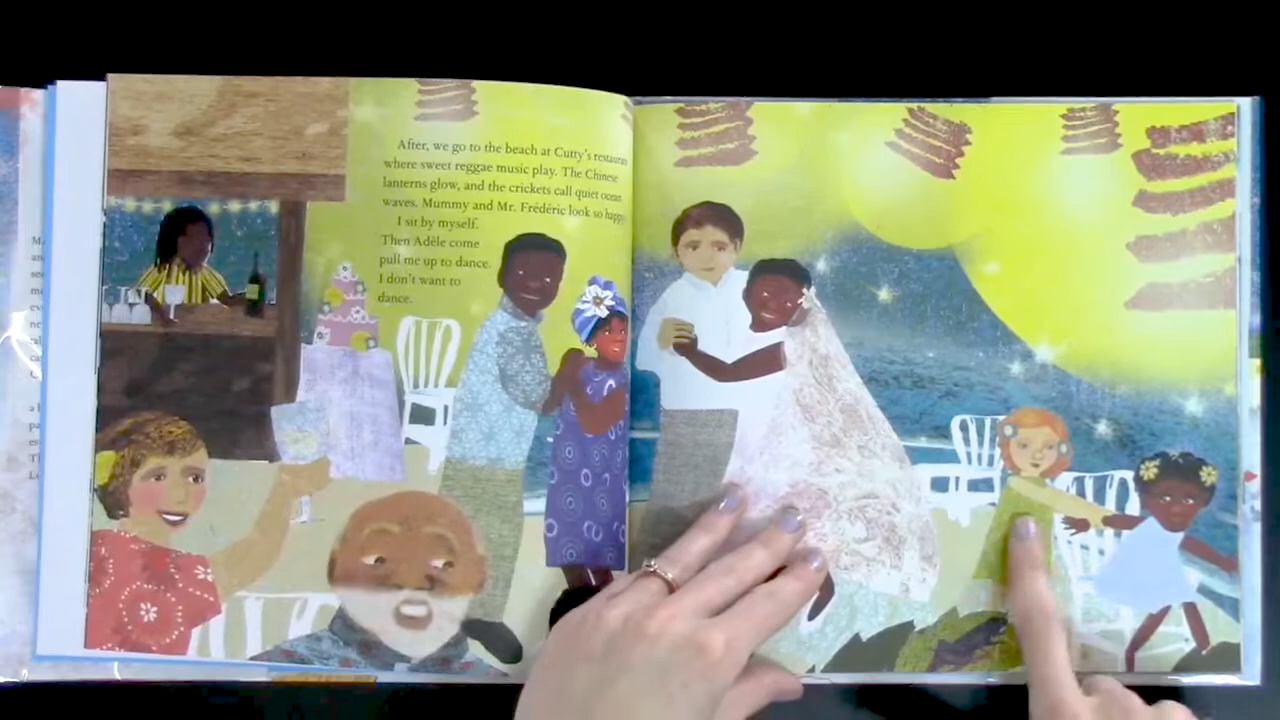 After, we go to the beach at Cutty's restaurant
where sweet reggae music play. The Chinese
lanterns glow, and the crickets call quiet ocean
waves. Mummy and Mr. Frédéric look so happy
I sit by myself.
Then Adèle come
pull me up to dance.
I don't want to
dance.